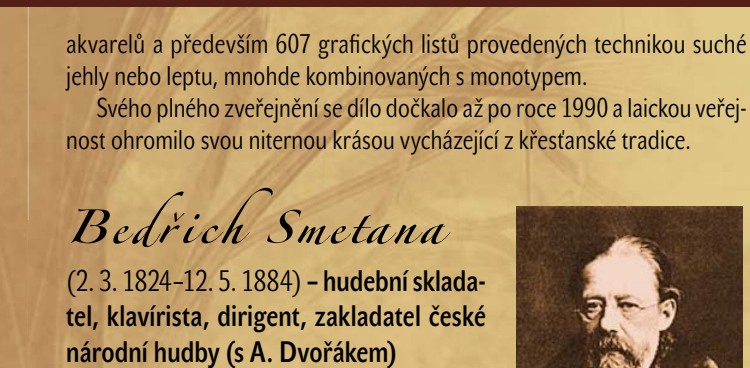 akvarelů a především 607 grafických listů provedených technikou suché
jehly nebo leptu, mnohde kombinovaných s monotypem.
Svého plného zveřejnění se dílo dočkalo až po roce 1990 a laickou veřej-
nost ohromilo svou niternou krásou vycházející z křesťanské tradice.
Bedřich Smetana
(2. 3. 1824–12. 5. 1884) – hudební sklada-
tel, klavírista, dirigent, zakladatel české
národní hudby (s A. Dvořákem)